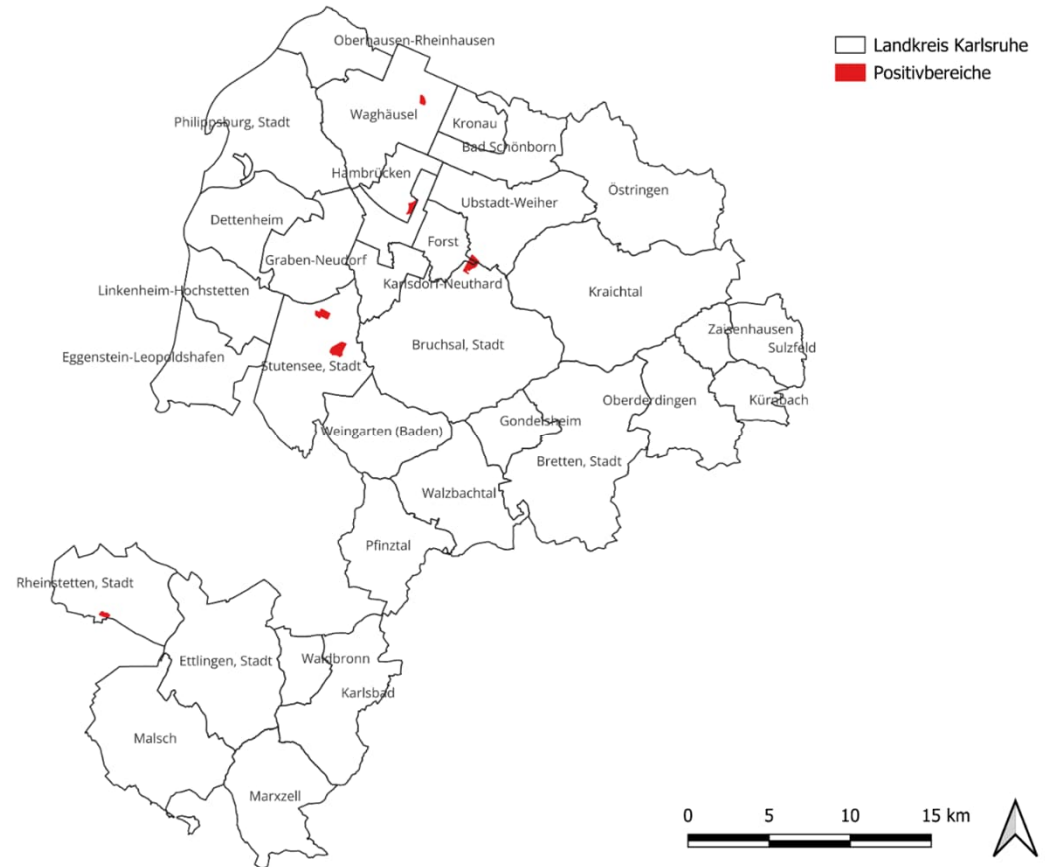 Oberhausen-Rheinhausen
Landkreis Karlsruhe
Positivbereiche
Philippsburg, Stadt
Waghäusel
Kronau
Bad Schönborn
Hambrücken
Östringen
Ubstadt-Weiher
Dettenheim
Forst
Graben-Neudorf
Karlsdorf-Neuthard
Kraichtal
Linkenheim-Hochstetten
Zaisenhausen
Sulzfeld
Bruchsal, Stadt
Eggenstein-Leopoldshafen
Stutensee, Stadt
Oberderdingen
Kürnbach
Gondelsheim
Weingarten (Baden)
Bretten, Stadt
Walzbachtal
Pfinztal
Rheinstetten, Stadt
Ettlingen, Stadt
Waldbronn
Karlsbad
Malsch
Marxzell
0 5 10 15 km